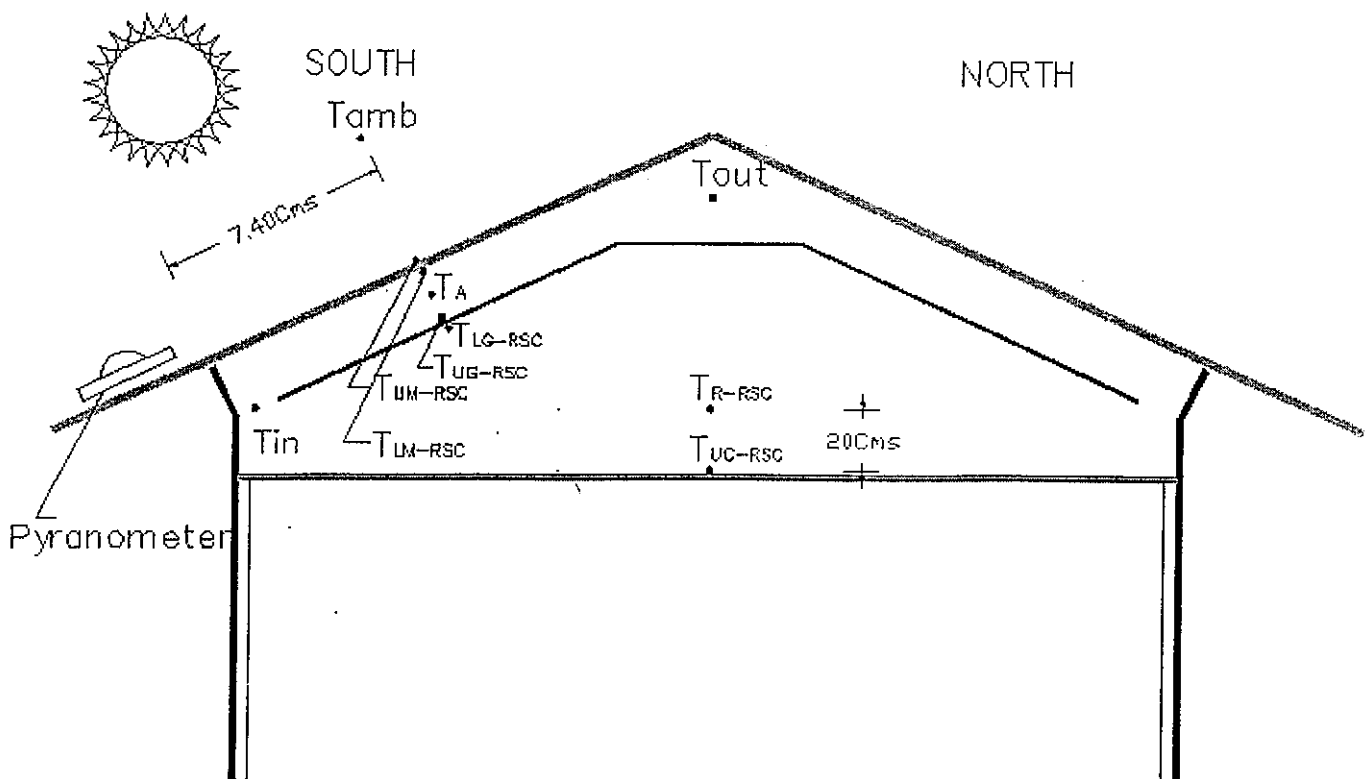 SOUTH
NORTH
Tamb
Tout
7.40Cms
TA
TLG-RSC
TUG-RSC
TUM-RSC
TR-RSC
Tin
TLM-RSC
20Cms
TUC-RSC
Pyranometer